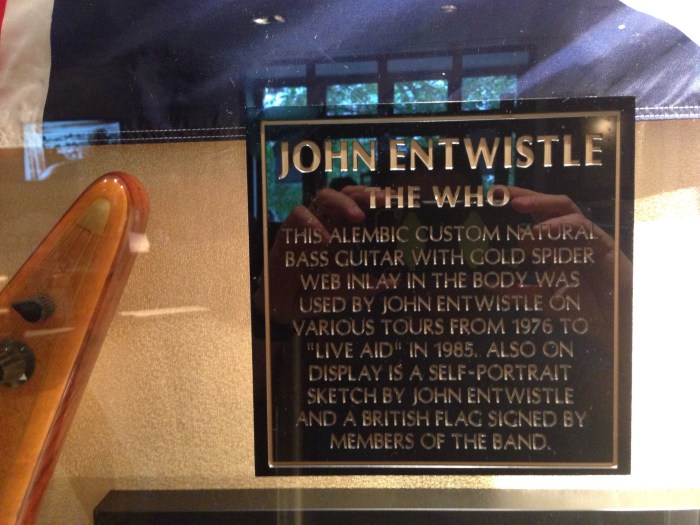 JOHN ENTWISTLE
THE WHO
THIS ALEMBIC CUSTOM NATURAL
BASS GUITAR WITH GOLD SPIDER
WEB INLAY IN THE BODY WAS
USED BY JOHN ENTWISTLE ON
VARIOUS TOURS FROM 1976 TO
"LIVE AID" IN 1985. ALSO ON
DISPLAY IS A SELF-PORTRAIT
SKETCH BY JOHN ENTWISTLE
AND A BRITISH FLAG SIGNED BY
MEMBERS OF THE BAND.